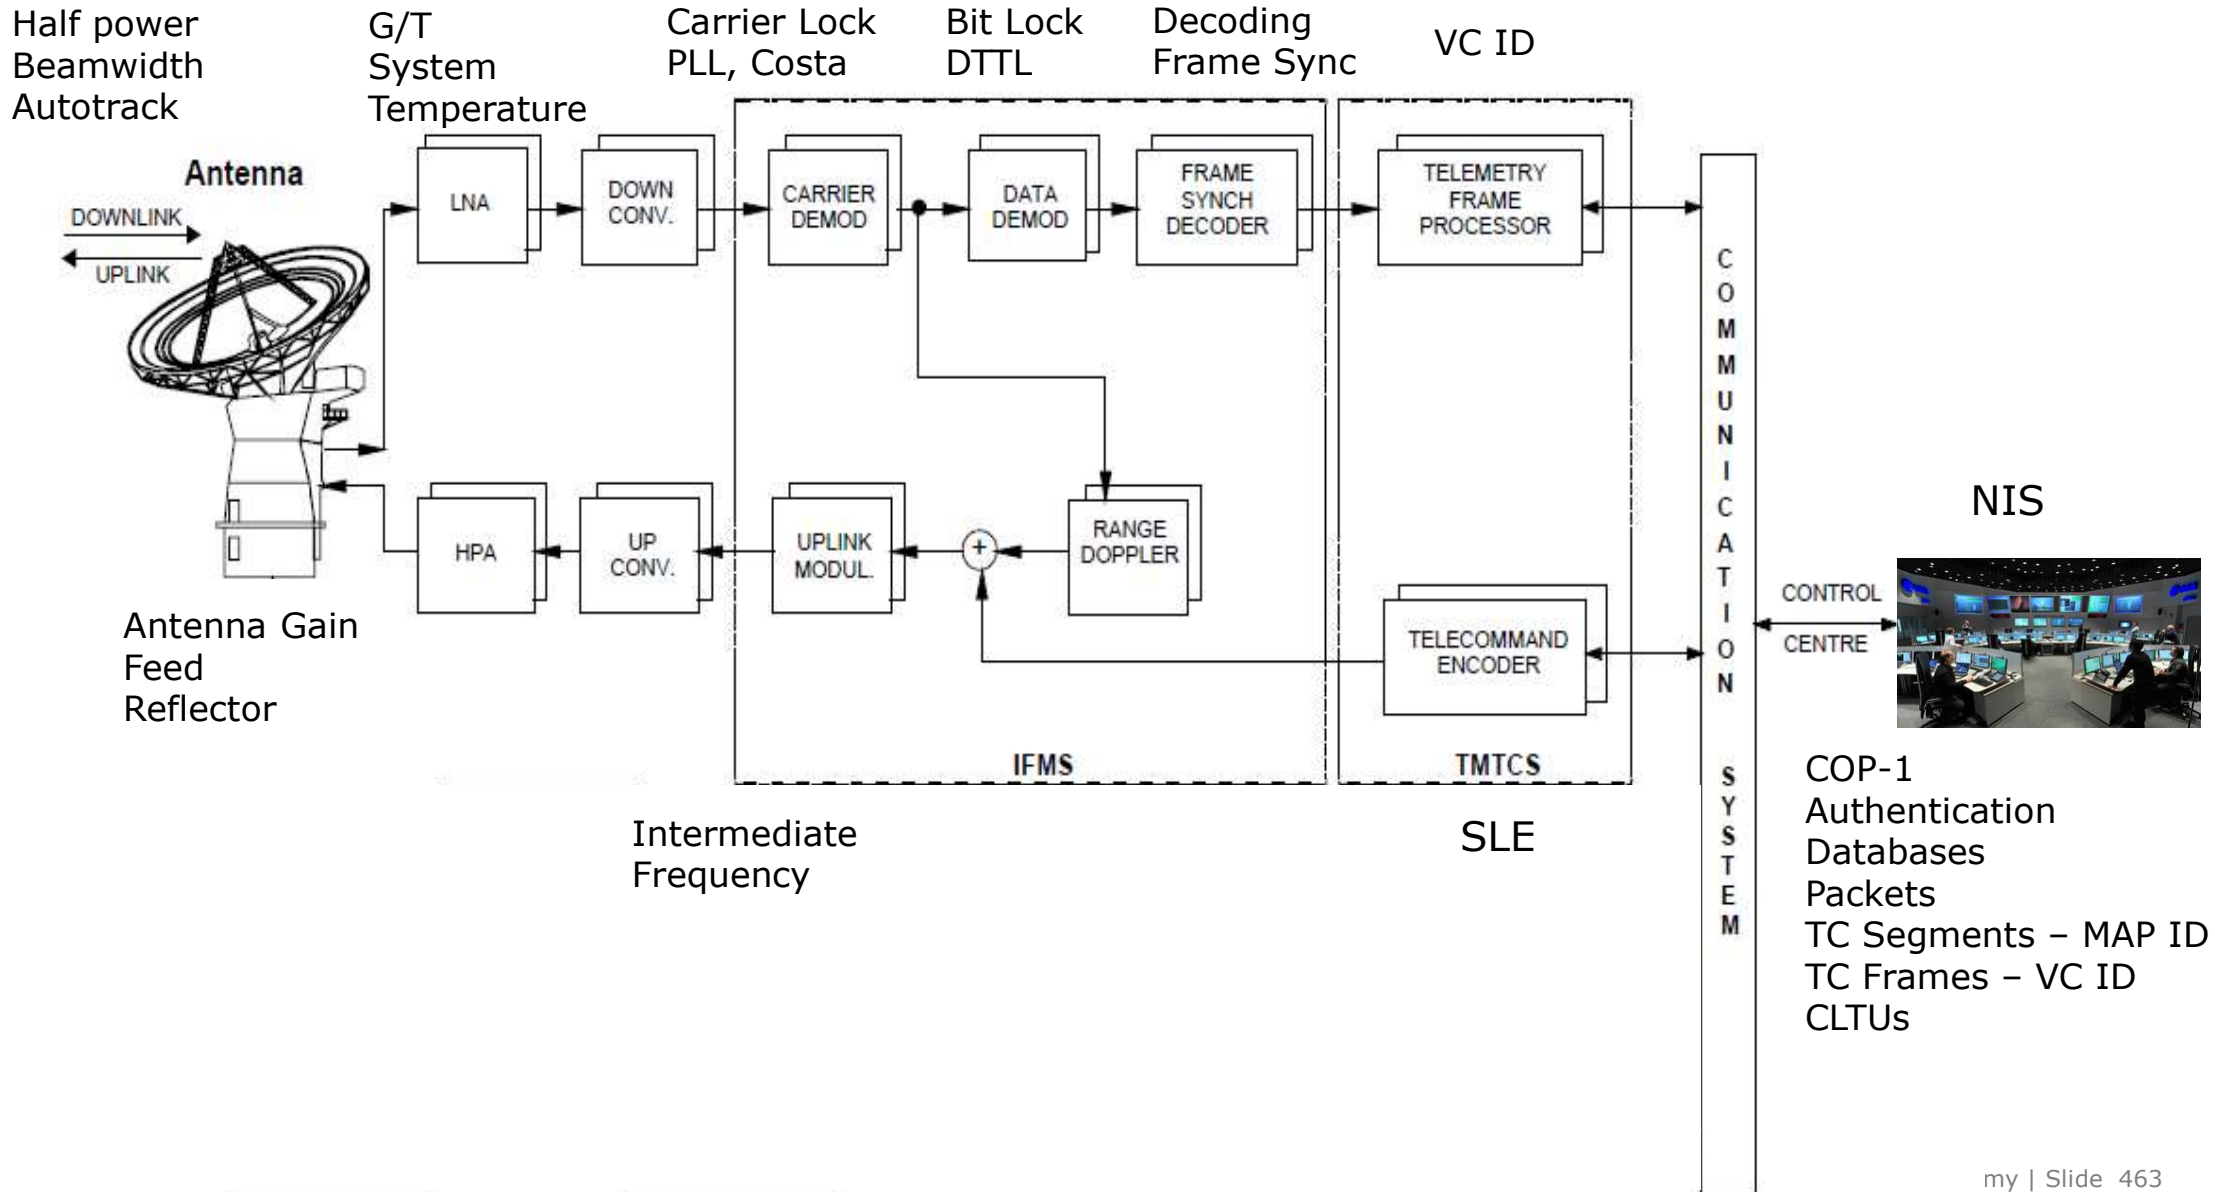 Half power
Beamwidth
Autotrack
G/T
System
Temperature
Carrier Lock
PLL, Costa
Bit Lock
DTTL
Decoding
Frame Sync
VC ID
Antenna
DOWNLINK
UPLINK
LNA
DOWN
CONV.
CARRIER
DEMOD
DATA
DEMOD
FRAME
SYNCH
DECODER
TELEMETRY
FRAME
PROCESSOR
HPA
UP
CONV.
UPLINK
MODUL.
+
RANGE
DOPPLER
TELECOMMAND
ENCODER
IFMS
TMTCS
COMMUNICATION SYSTEM
NIS
CONTROL
CENTRE
Antenna Gain
Feed
Reflector
Intermediate
Frequency
SLE
COP-1
Authentication
Databases
Packets
TC Segments – MAP ID
TC Frames – VC ID
CLTUs
my | Slide 463